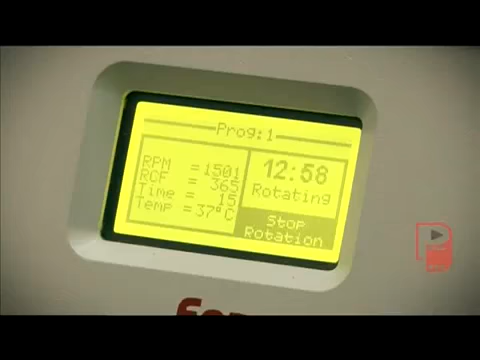 Prog:1
RPM =1501
RCF = 365
Time = 15
Temp =37°C
12:58
Rotating
Stop
Rotation